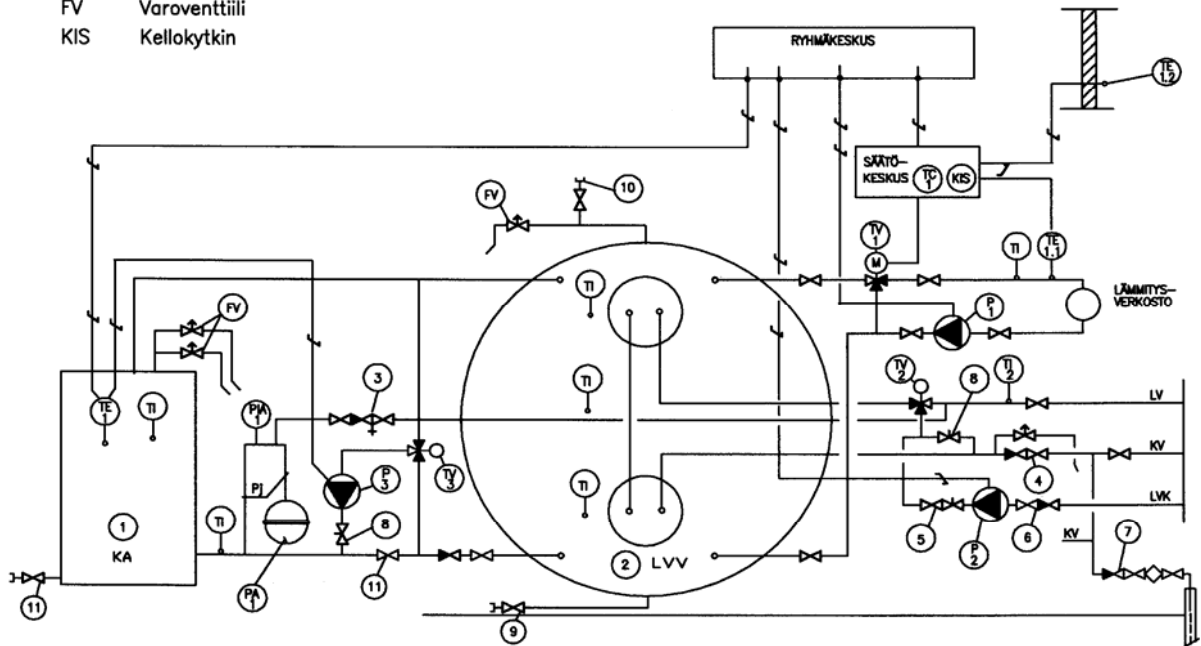 FV Varoventtiili
KIS Kellokytkin
RYHMÄKESKUS
TE 1.2
SÄÄTÖ-
KESKUS
TC 1
KIS
FV
10
TV 1
M
TI
TE 1.1
LÄMMITYS-
VERKOSTO
P 1
TI
FV
TV 2
8
TI 2
3
TI
LV
TE 1
TI
PIA 1
KV
4
P 3
TV 3
Pj
TI
LVK
1
KA
TI
8
5
P 2
6
KV
7
11
2 LVV
11
PA 1
9